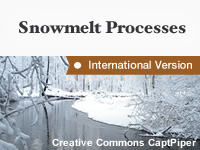 Snowmelt Processes
International Version
Creative Commons CaptPiper